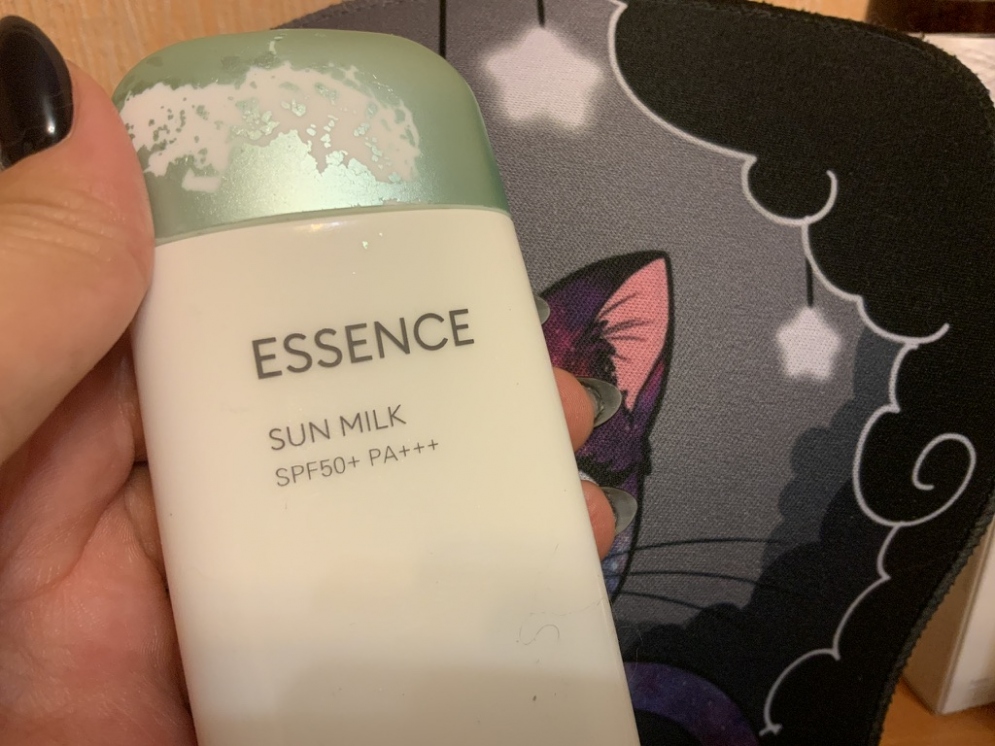 ESSENCE
SUN MILK
SPF50+ PA+++